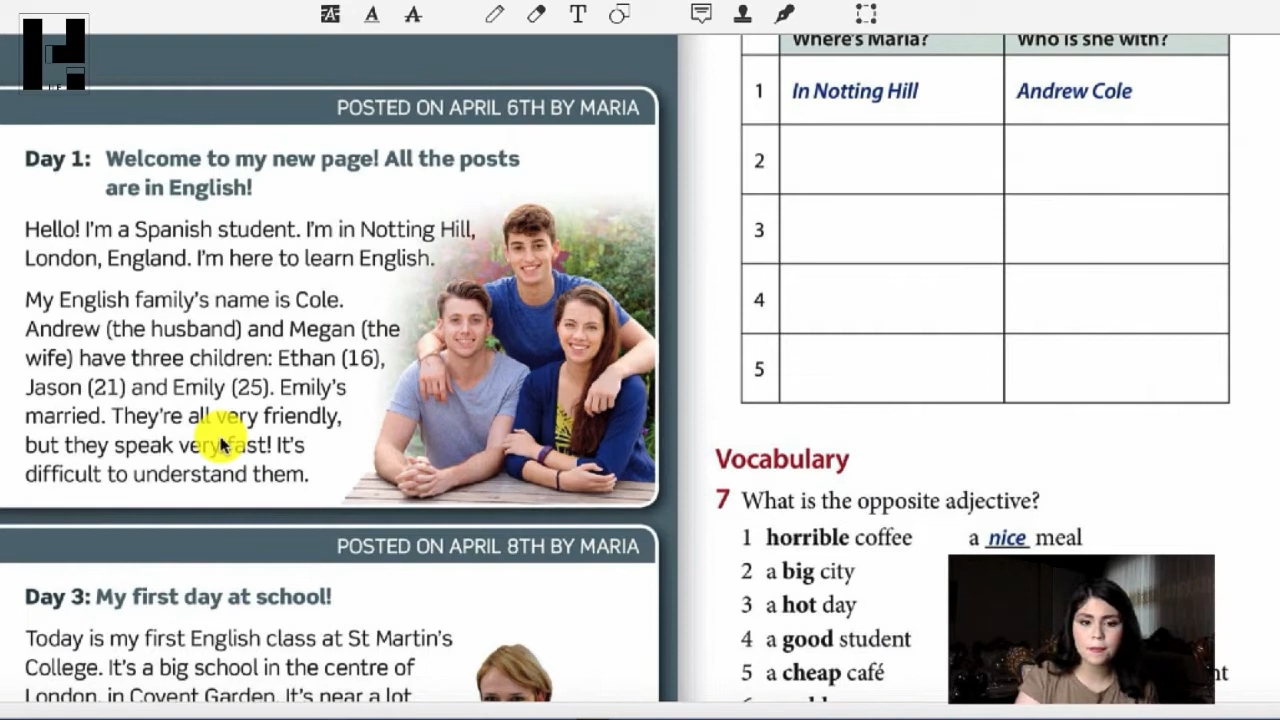 POSTED ON APRIL 6TH BY MARIA
Day 1: Welcome to my new page! All the posts
are in English!
Hello! I'm a Spanish student. I'm in Notting Hill,
London, England. I'm here to learn English.
My English family's name is Cole.
Andrew (the husband) and Megan (the
wife) have three children: Ethan (16),
Jason (21) and Emily (25). Emily's
married. They're all very friendly,
but they speak very fast! It's
difficult to understand them.
POSTED ON APRIL 8TH BY MARIA
Day 3: My first day at school!
Today is my first English class at St Martin's
College. It's a big school in the centre of
London, in Covent Garden. It's near a lot
Where's Maria? Who is she with?
1 In Notting Hill Andrew Cole
2
3
4
5
Vocabulary
7 What is the opposite adjective?
1 horrible coffee a nice meal
2 a big city
3 a hot day
4 a good student
5 a cheap café